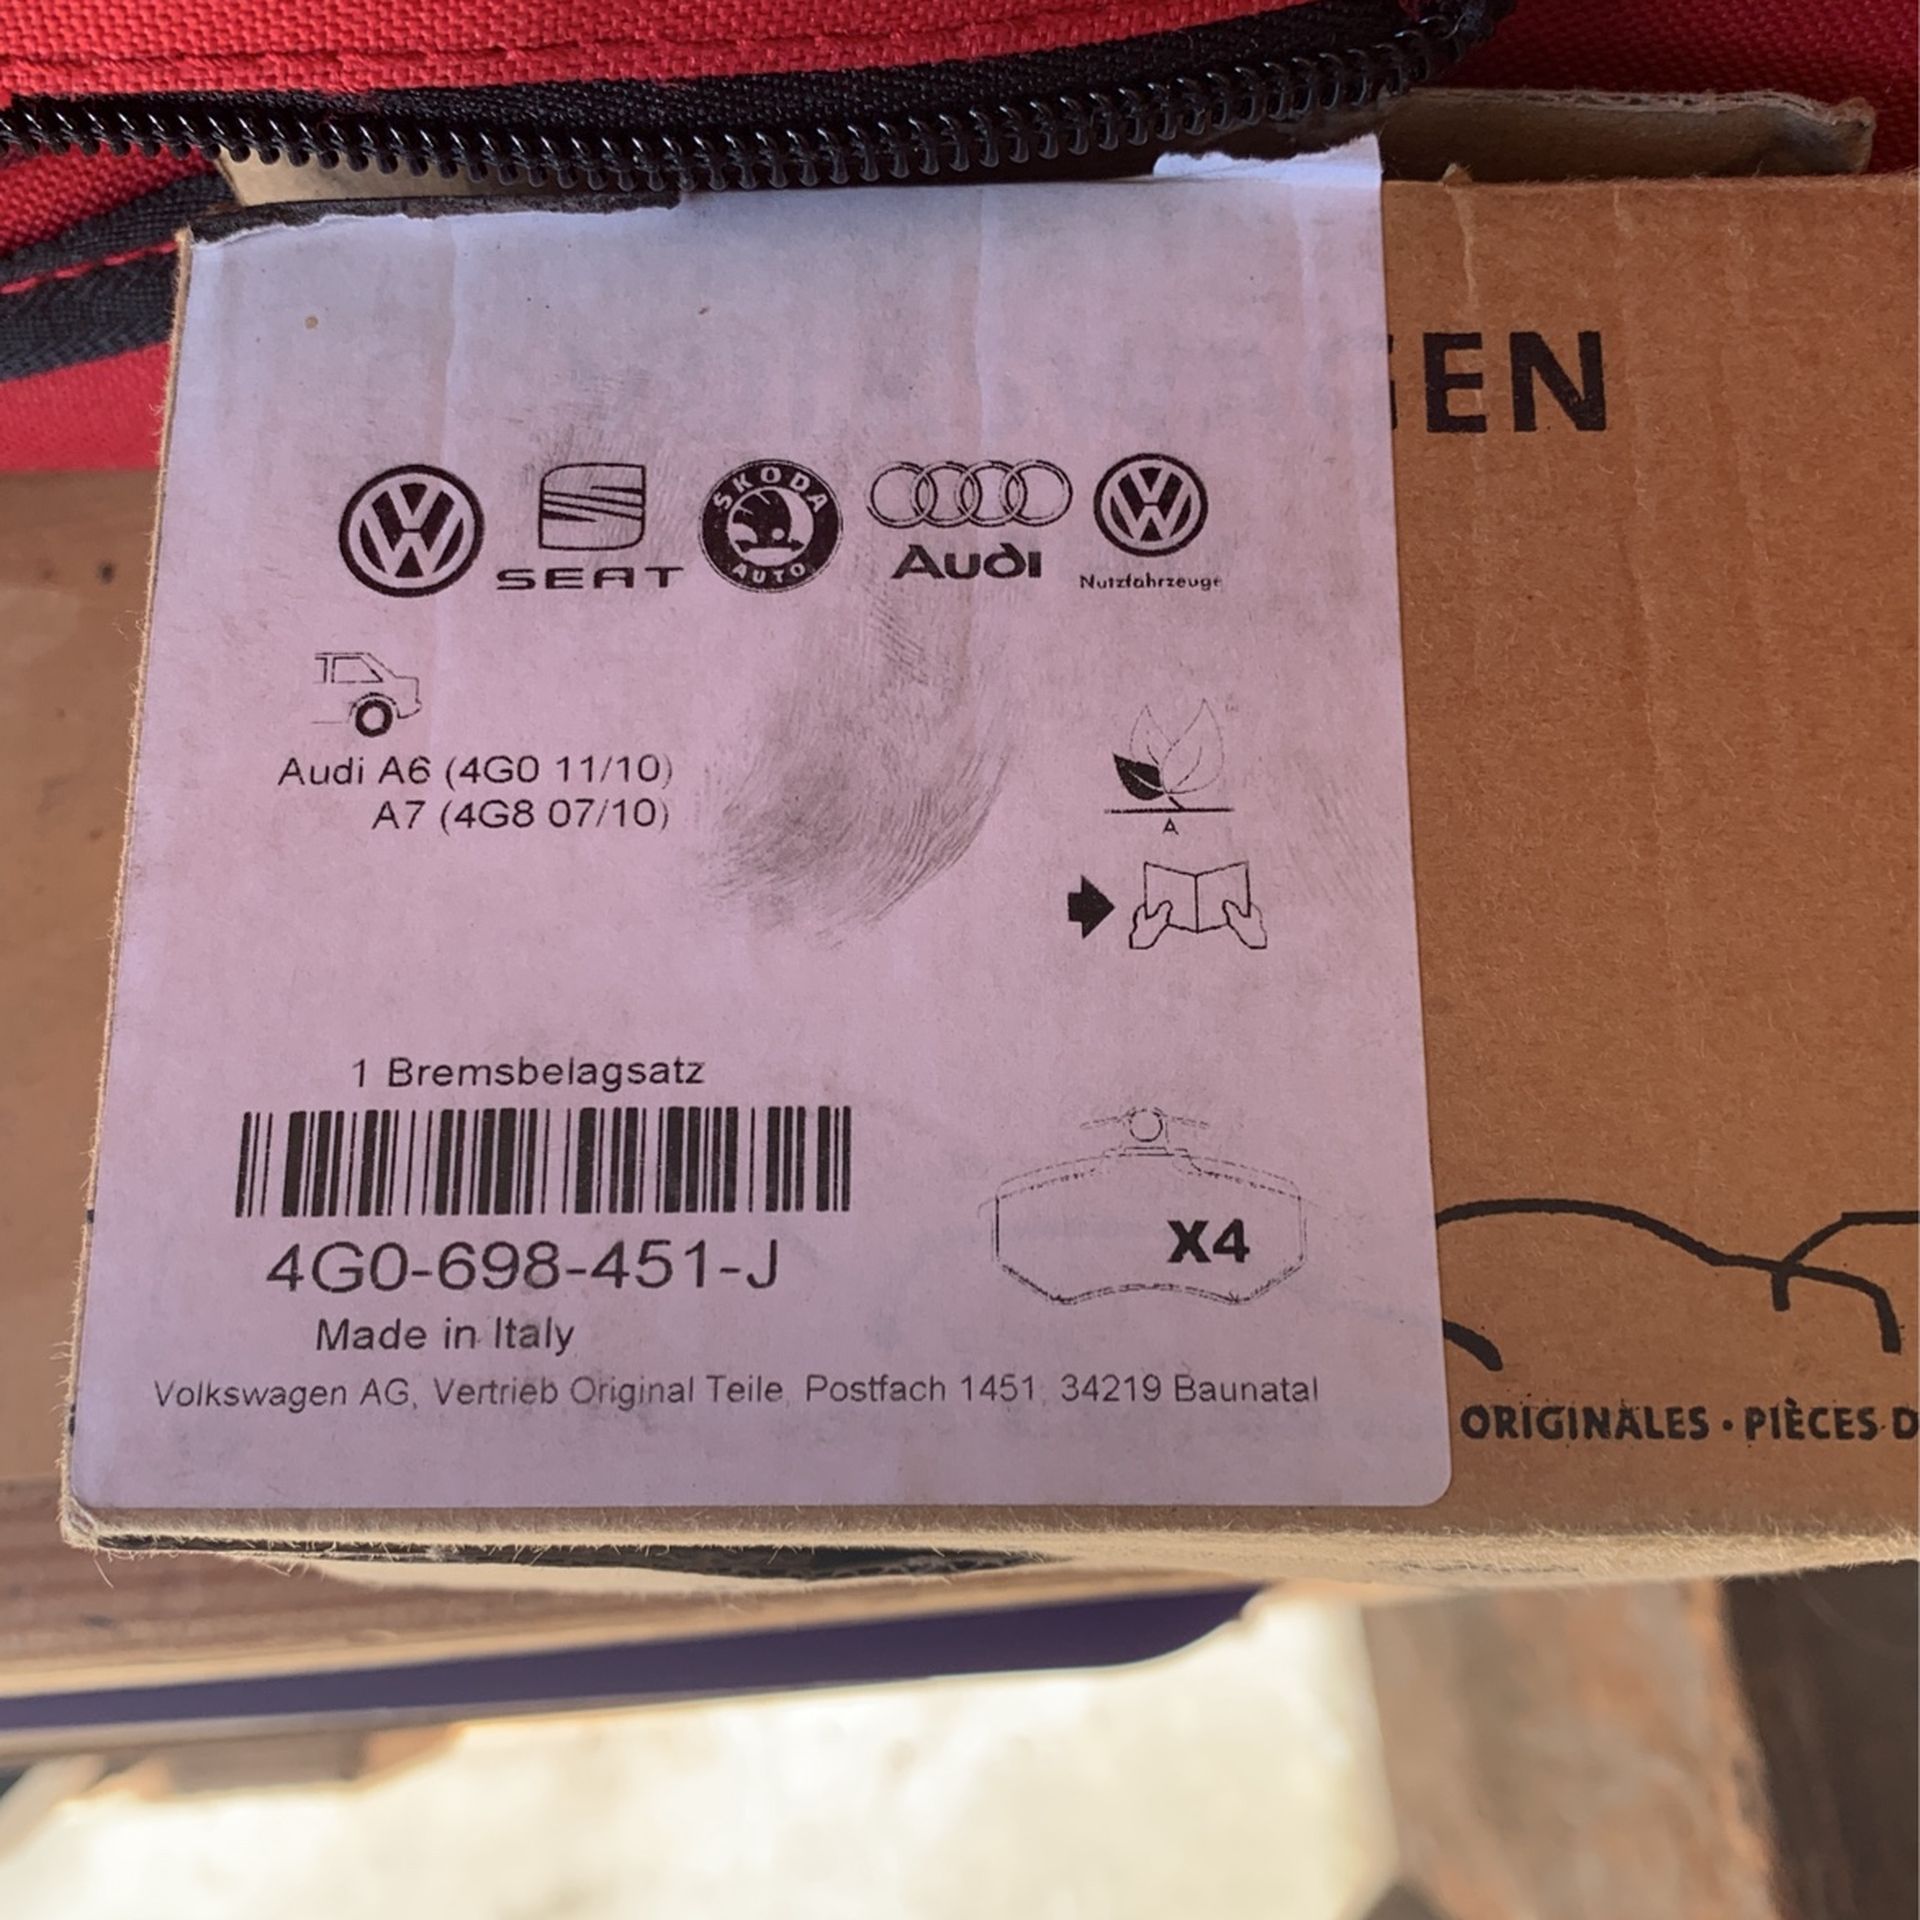 GEN
SEAT
ŠKODA
AUTO
Audi
Nutzfahrzeuge
Audi A6 (4G0 11/10)
A7 (4G8 07/10)
A
1 Bremsbelagsatz
4G0-698-451-J
X4
Made in Italy
Volkswagen AG, Vertrieb Original Teile, Postfach 1451, 34219 Baunatal
ORIGINALES · PIÈCES D